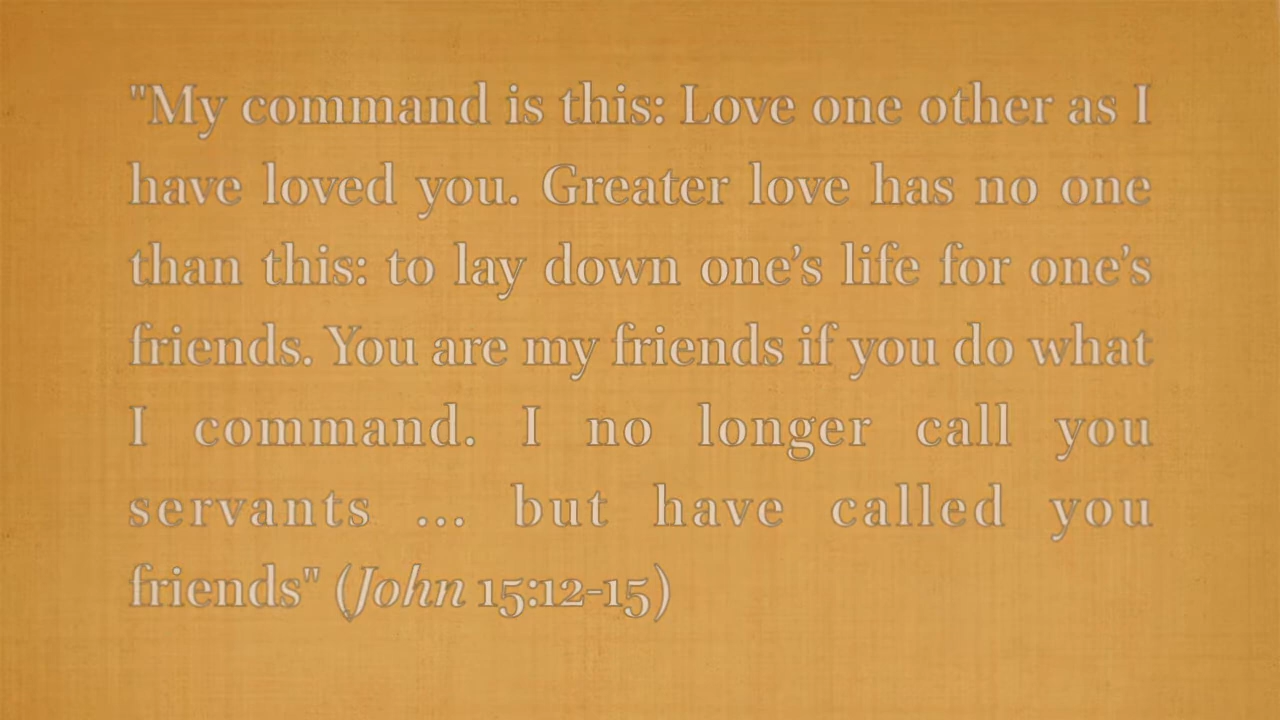 "My command is this: Love one other as I
have loved you. Greater love has no one
than this: to lay down one’s life for one’s
friends. You are my friends if you do what
I command. I no longer call you
servants ... but have called you
friends" (John 15:12-15)